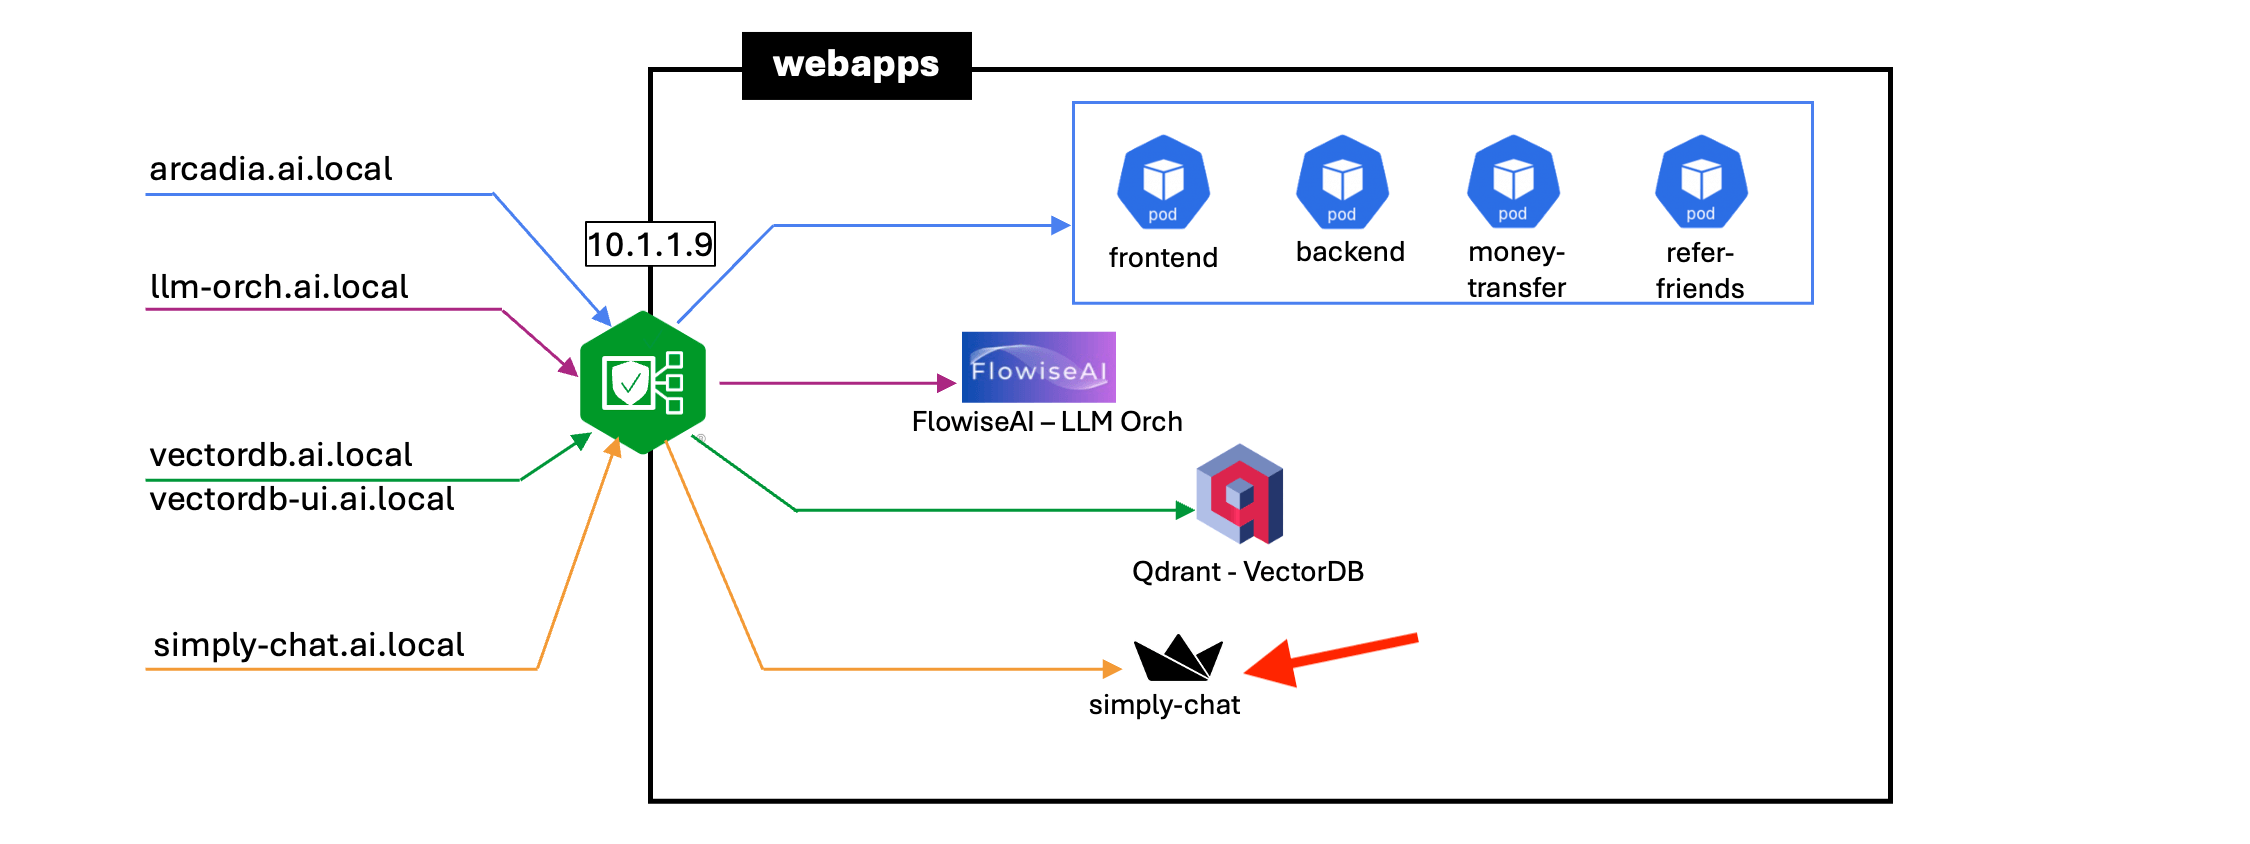 webapps
arcadia.ai.local
10.1.1.9
llm-orch.ai.local
vectordb.ai.local
vectordb-ui.ai.local
simply-chat.ai.local
pod
frontend
pod
backend
pod
money-
transfer
pod
refer-
friends
FlowiseAI
FlowiseAI – LLM Orch
®
Qdrant - VectorDB
simply-chat